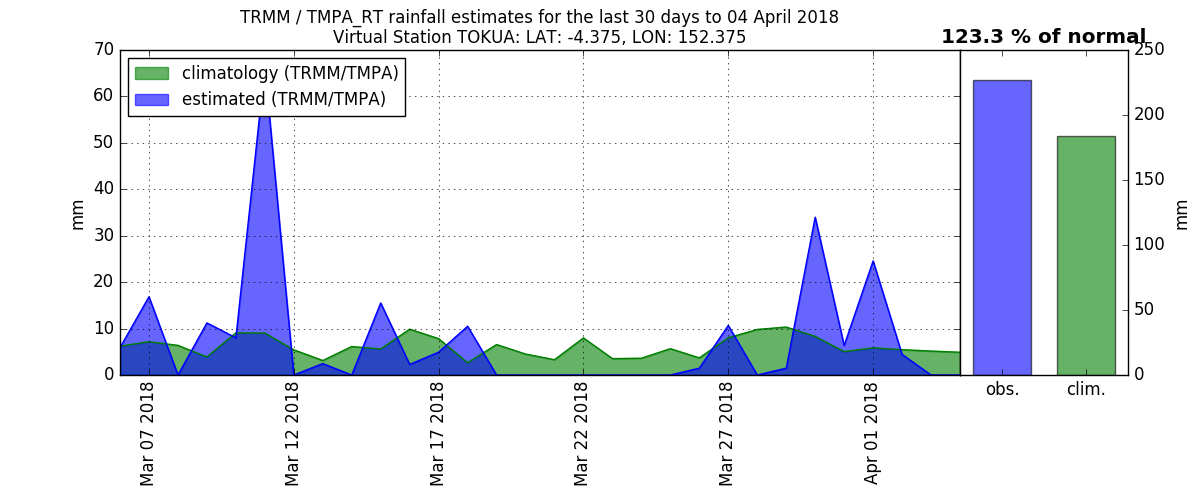 TRMM / TMPA_RT rainfall estimates for the last 30 days to 04 April 2018
Virtual Station TOKUA: LAT: -4.375, LON: 152.375
123.3 % of normal
climatology (TRMM/TMPA)
estimated (TRMM/TMPA)
70
60
50
40
30
20
10
0
mm
Mar 07 2018
Mar 12 2018
Mar 17 2018
Mar 22 2018
Mar 27 2018
Apr 01 2018
obs.
clim.
250
200
150
100
50
0
mm